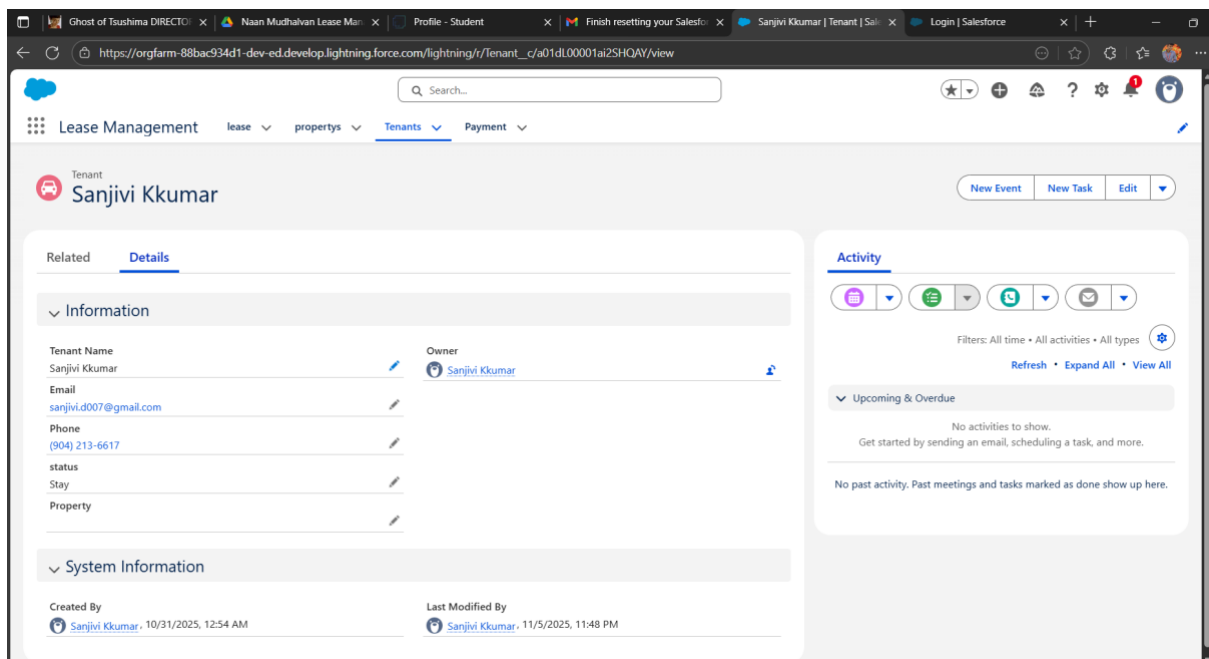 Ghost of Tsushima DIRECTOR
Naan Mudhalvan Lease Man
Profile - Student
Finish resetting your Salesfo
Sanjivi Kkumar | Tenant | Sale
Login | Salesforce
https://orgfarm-88bac934d1-dev-ed.develop.lightning.force.com/lightning/r/Tenant__c/a01dL00001ai2SHQAY/view
Search...
1
Lease Management lease propertys Tenants Payment
Tenant
Sanjivi Kkumar
New Event New Task Edit
Related Details
Information
Tenant Name
Sanjivi Kkumar
Email
sanjivi.d007@gmail.com
Phone
(904) 213-6617
status
Stay
Property
Owner
Sanjivi Kkumar
System Information
Created By
Sanjivi Kkumar, 10/31/2025, 12:54 AM
Last Modified By
Sanjivi Kkumar, 11/5/2025, 11:48 PM
Activity
Filters: All time • All activities • All types
Refresh • Expand All • View All
Upcoming & Overdue
No activities to show.
Get started by sending an email, scheduling a task, and more.
No past activity. Past meetings and tasks marked as done show up here.